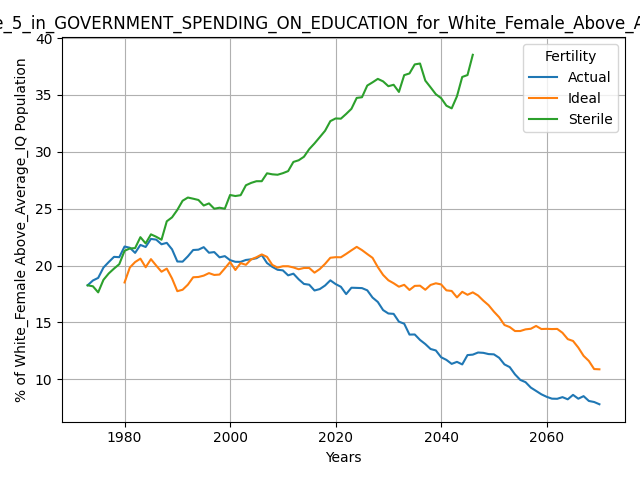 e_5_in_GOVERNMENT_SPENDING_ON_EDUCATION_for_White_Female_Above_A
% of White_Female Above_Average_IQ Population
40
35
30
25
20
15
10
Fertility
Actual
Ideal
Sterile
1980
2000
2020
2040
2060
Years